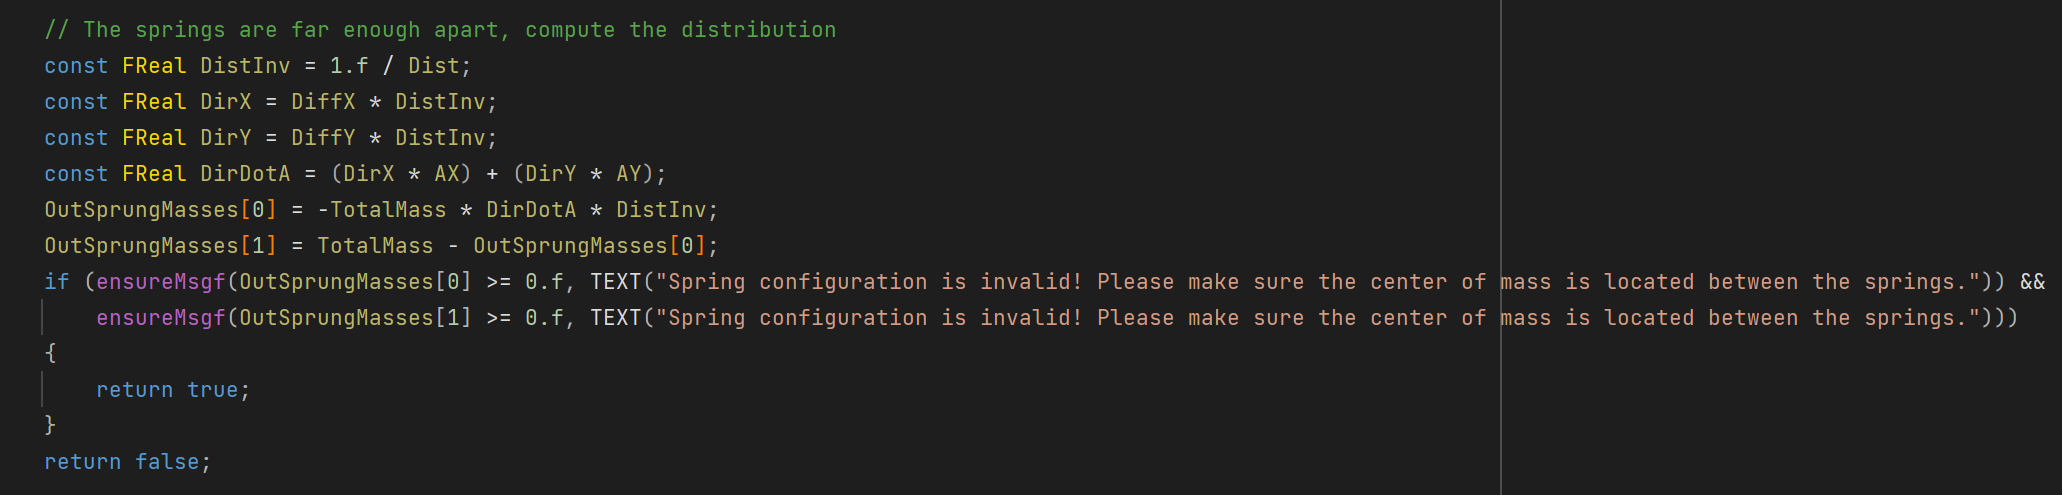 // The springs are far enough apart, compute the distribution
const FReal DistInv = 1.f / Dist;
const FReal DirX = DiffX * DistInv;
const FReal DirY = DiffY * DistInv;
const FReal DirDotA = (DirX * AX) + (DirY * AY);
OutSprungMasses[0] = -TotalMass * DirDotA * DistInv;
OutSprungMasses[1] = TotalMass - OutSprungMasses[0];
if (ensureMsgf(OutSprungMasses[0] >= 0.f, TEXT("Spring configuration is invalid! Please make sure the center of mass is located between the springs.")) &&
    ensureMsgf(OutSprungMasses[1] >= 0.f, TEXT("Spring configuration is invalid! Please make sure the center of mass is located between the springs.")))
{
    return true;
}
return false;